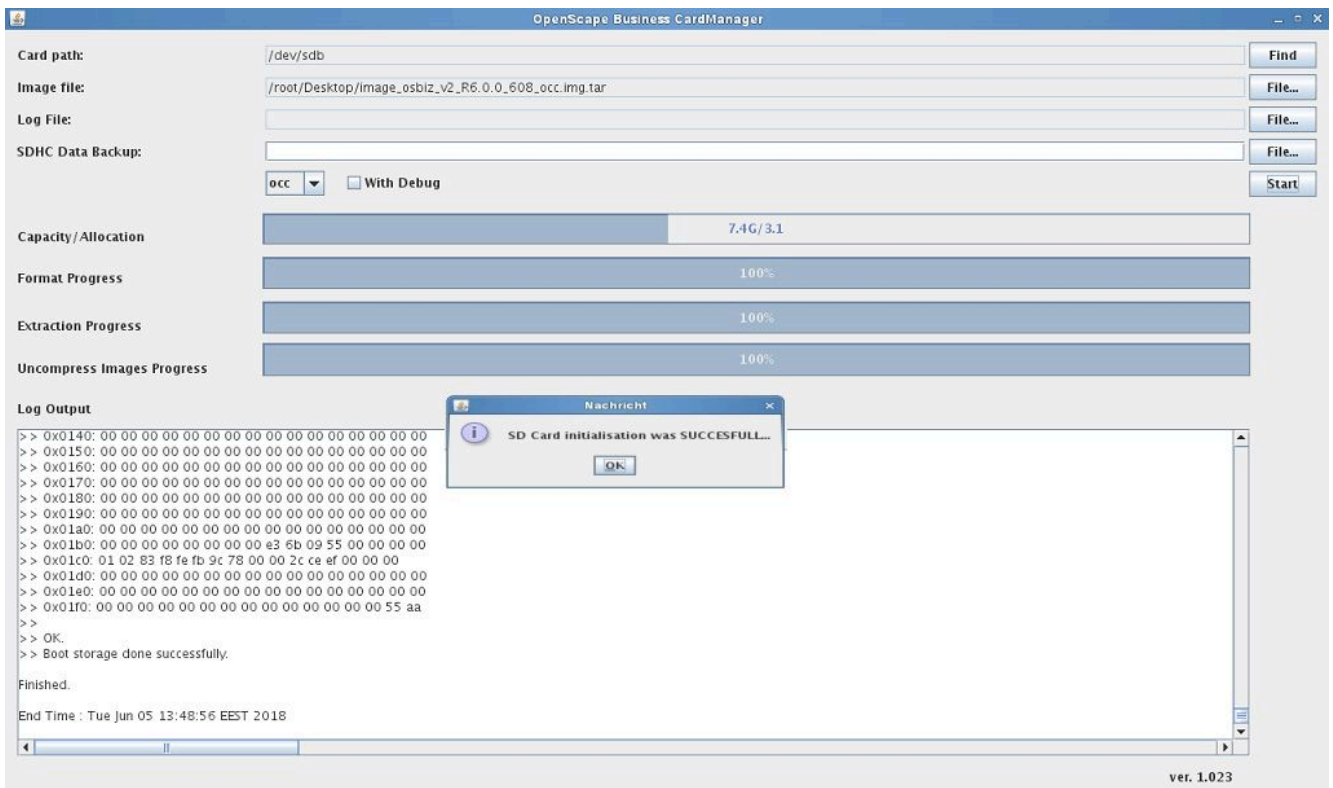 OpenScape Business CardManager
Card path:
/dev/sdb
Find
Image file:
/root/Desktop/image_osbiz_v2_R6.0.0_608_occ.img.tar
File...
Log File:
File...
SDHC Data Backup:
File...
occ
With Debug
Start
Capacity/Allocation
7.4G/3.1
Format Progress
100%
Extraction Progress
100%
Uncompress Images Progress
100%
Log Output
Nachricht
SD Card initialisation was SUCCESFULL...
OK
>> 0x0140: 00 00 00 00 00 00 00 00 00 00 00 00 00 00 00 00
>> 0x0150: 00 00 00 00 00 00 00 00 00 00 00 00 00 00 00 00
>> 0x0160: 00 00 00 00 00 00 00 00 00 00 00 00 00 00 00 00
>> 0x0170: 00 00 00 00 00 00 00 00 00 00 00 00 00 00 00 00
>> 0x0180: 00 00 00 00 00 00 00 00 00 00 00 00 00 00 00 00
>> 0x0190: 00 00 00 00 00 00 00 00 00 00 00 00 00 00 00 00
>> 0x01a0: 00 00 00 00 00 00 00 00 00 00 00 00 00 00 00 00
>> 0x01b0: 00 00 00 00 00 00 00 00 e3 6b 09 55 00 00 00 00
>> 0x01c0: 01 02 83 f8 fe fb 9c 78 00 00 2c ce ef 00 00 00
>> 0x01d0: 00 00 00 00 00 00 00 00 00 00 00 00 00 00 00 00
>> 0x01e0: 00 00 00 00 00 00 00 00 00 00 00 00 00 00 00 00
>> 0x01f0: 00 00 00 00 00 00 00 00 00 00 00 00 00 00 55 aa
>>
>> OK.
>> Boot storage done successfully.
Finished.
End Time : Tue Jun 05 13:48:56 EEST 2018
ver. 1.023